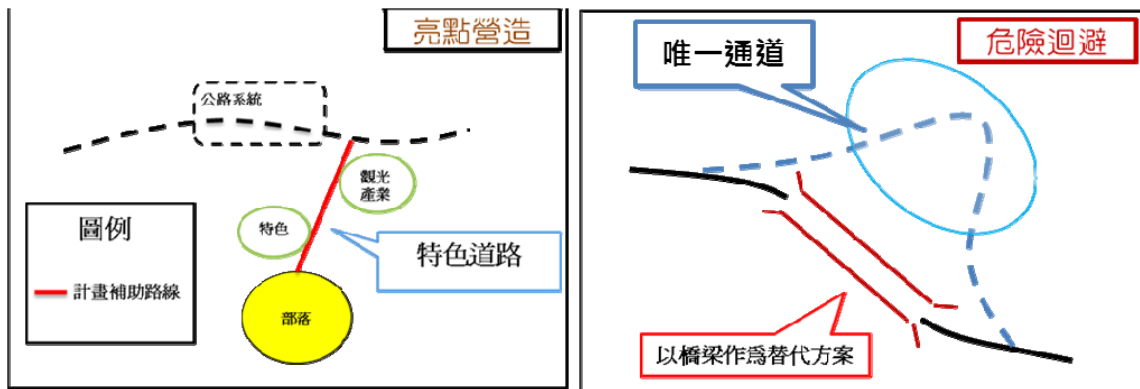 亮點營造
公路系統
觀光
產業
特色
圖例
特色道路
計畫補助路線
部落
危險迴避
唯一通道
以橋梁作為替代方案